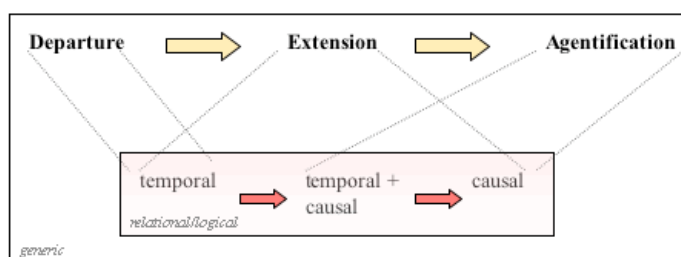 Departure Extension Agentification
temporal temporal + causal
causal
relational/logical
generic